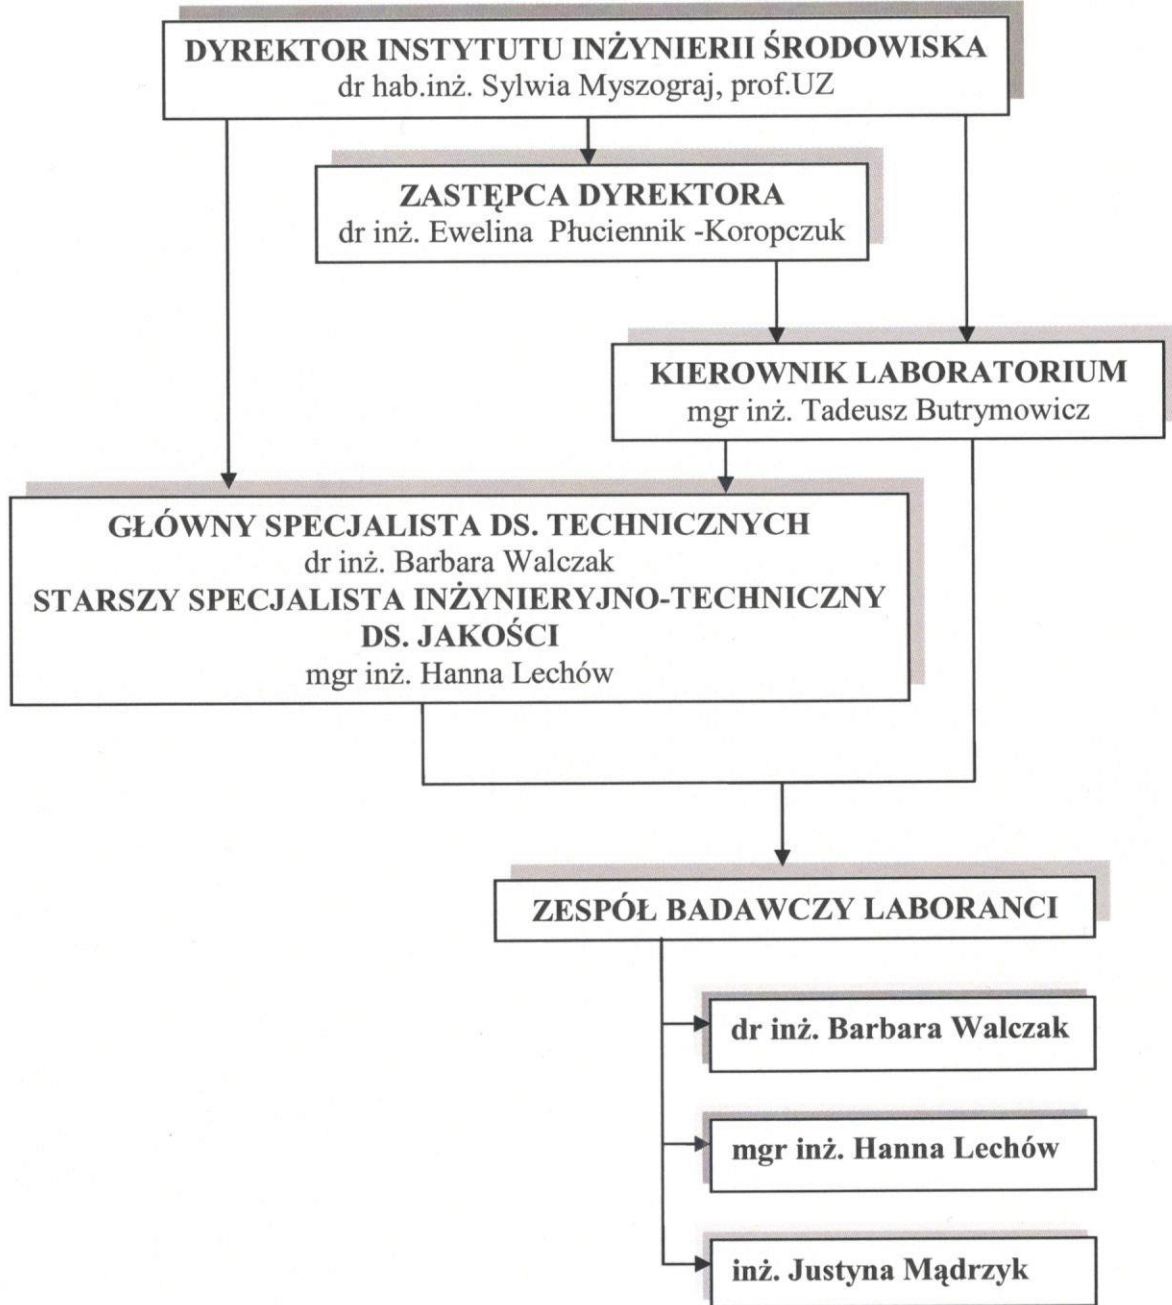 DYREKTOR INSTYTUTU INŻYNIERII ŚRODOWISKA
dr hab.inż. Sylwia Myszograj, prof.UZ
ZASTĘPCA DYREKTORA
dr inż. Ewelina Płuciennik -Koropczuk
KIEROWNIK LABORATORIUM
mgr inż. Tadeusz Butrymowicz
GŁÓWNY SPECJALISTA DS. TECHNICZNYCH
dr inż. Barbara Walczak
STARSZY SPECJALISTA INŻYNIERYJNO-TECHNICZNY
DS. JAKOŚCI
mgr inż. Hanna Lechów
ZESPÓŁ BADAWCZY LABORANCI
dr inż. Barbara Walczak
mgr inż. Hanna Lechów
inż. Justyna Mądrzyk